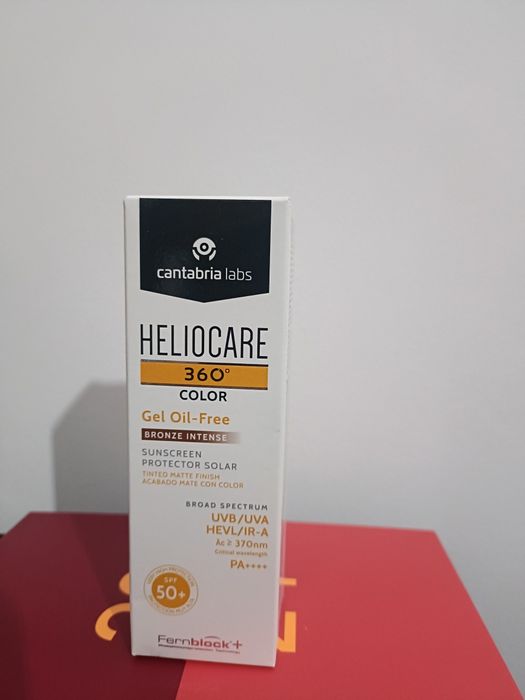 cantabria labs
HELIOCARE
360°
COLOR
Gel Oil-Free
BRONZE INTENSE
SUNSCREEN
PROTECTOR SOLAR
TINTED MATTE FINISH
ACABADO MATE CON COLOR
BROAD SPECTRUM
UVB/UVA
HEVL/IR-A
λc ≥ 370nm
Critical wavelength
PA++++
SPF
50+
Fernblock+